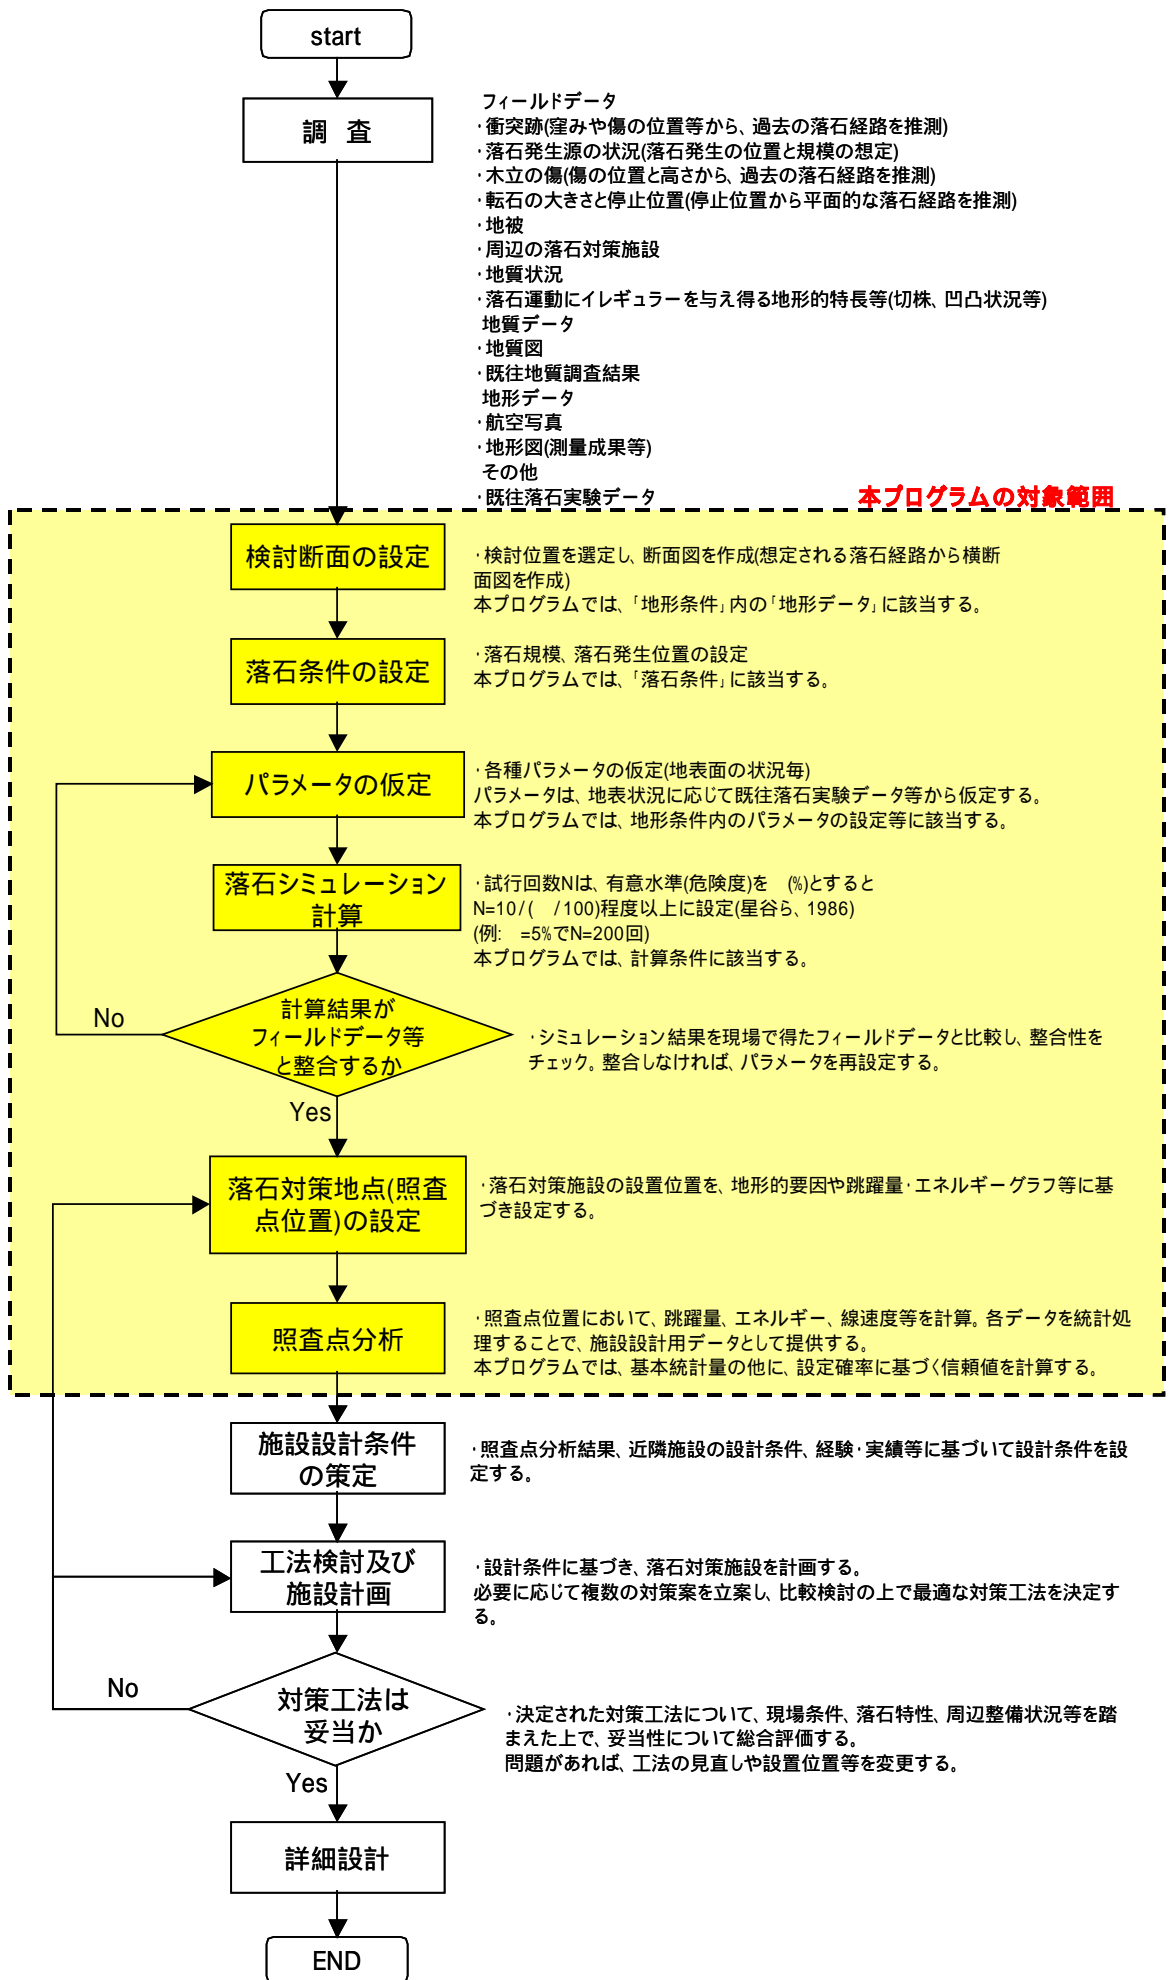 start
調 査
フィールドデータ
・衝突跡(窪みや傷の位置等から、過去の落石経路を推測)
・落石発生源の状況(落石発生の位置と規模の想定)
・木立の傷(傷の位置と高さから、過去の落石経路を推測)
・転石の大きさと停止位置(停止位置から平面的な落石経路を推測)
・地被
・周辺の落石対策施設
・地質状況
・落石運動にイレギュラーを与え得る地形的特長等(切株、凹凸状況等)
地質データ
・地質図
・既往地質調査結果
地形データ
・航空写真
・地形図(測量成果等)
その他
・既往落石実験データ
本プログラムの対象範囲
検討断面の設定
・検討位置を選定し、断面図を作成(想定される落石経路から横断
面図を作成)
本プログラムでは、「地形条件」内の「地形データ」に該当する。
落石条件の設定
・落石規模、落石発生位置の設定
本プログラムでは、「落石条件」に該当する。
パラメータの仮定
・各種パラメータの仮定(地表面の状況毎)
パラメータは、地表状況に応じて既往落石実験データ等から仮定する。
本プログラムでは、地形条件内のパラメータの設定等に該当する。
落石シミュレーション
計算
・試行回数Nは、有意水準(危険度)を　(%)とすると
N=10/(　/100)程度以上に設定(星谷ら、1986)
(例:　=5%でN=200回)
本プログラムでは、計算条件に該当する。
計算結果が
フィールドデータ等
と整合するか
No
・シミュレーション結果を現場で得たフィールドデータと比較し、整合性を
チェック。整合しなければ、パラメータを再設定する。
Yes
落石対策地点(照査
点位置)の設定
・落石対策施設の設置位置を、地形的要因や跳躍量・エネルギーグラフ等に基
づき設定する。
照査点分析
・照査点位置において、跳躍量、エネルギー、線速度等を計算。各データを統計処
理することで、施設設計用データとして提供する。
本プログラムでは、基本統計量の他に、設定確率に基づく信頼値を計算する。
施設設計条件
の策定
・照査点分析結果、近隣施設の設計条件、経験・実績等に基づいて設計条件を設
定する。
工法検討及び
施設計画
・設計条件に基づき、落石対策施設を計画する。
必要に応じて複数の対策案を立案し、比較検討の上で最適な対策工法を決定す
る。
対策工法は
妥当か
No
・決定された対策工法について、現場条件、落石特性、周辺整備状況等を踏
まえた上で、妥当性について総合評価する。
問題があれば、工法の見直しや設置位置等を変更する。
Yes
詳細設計
END